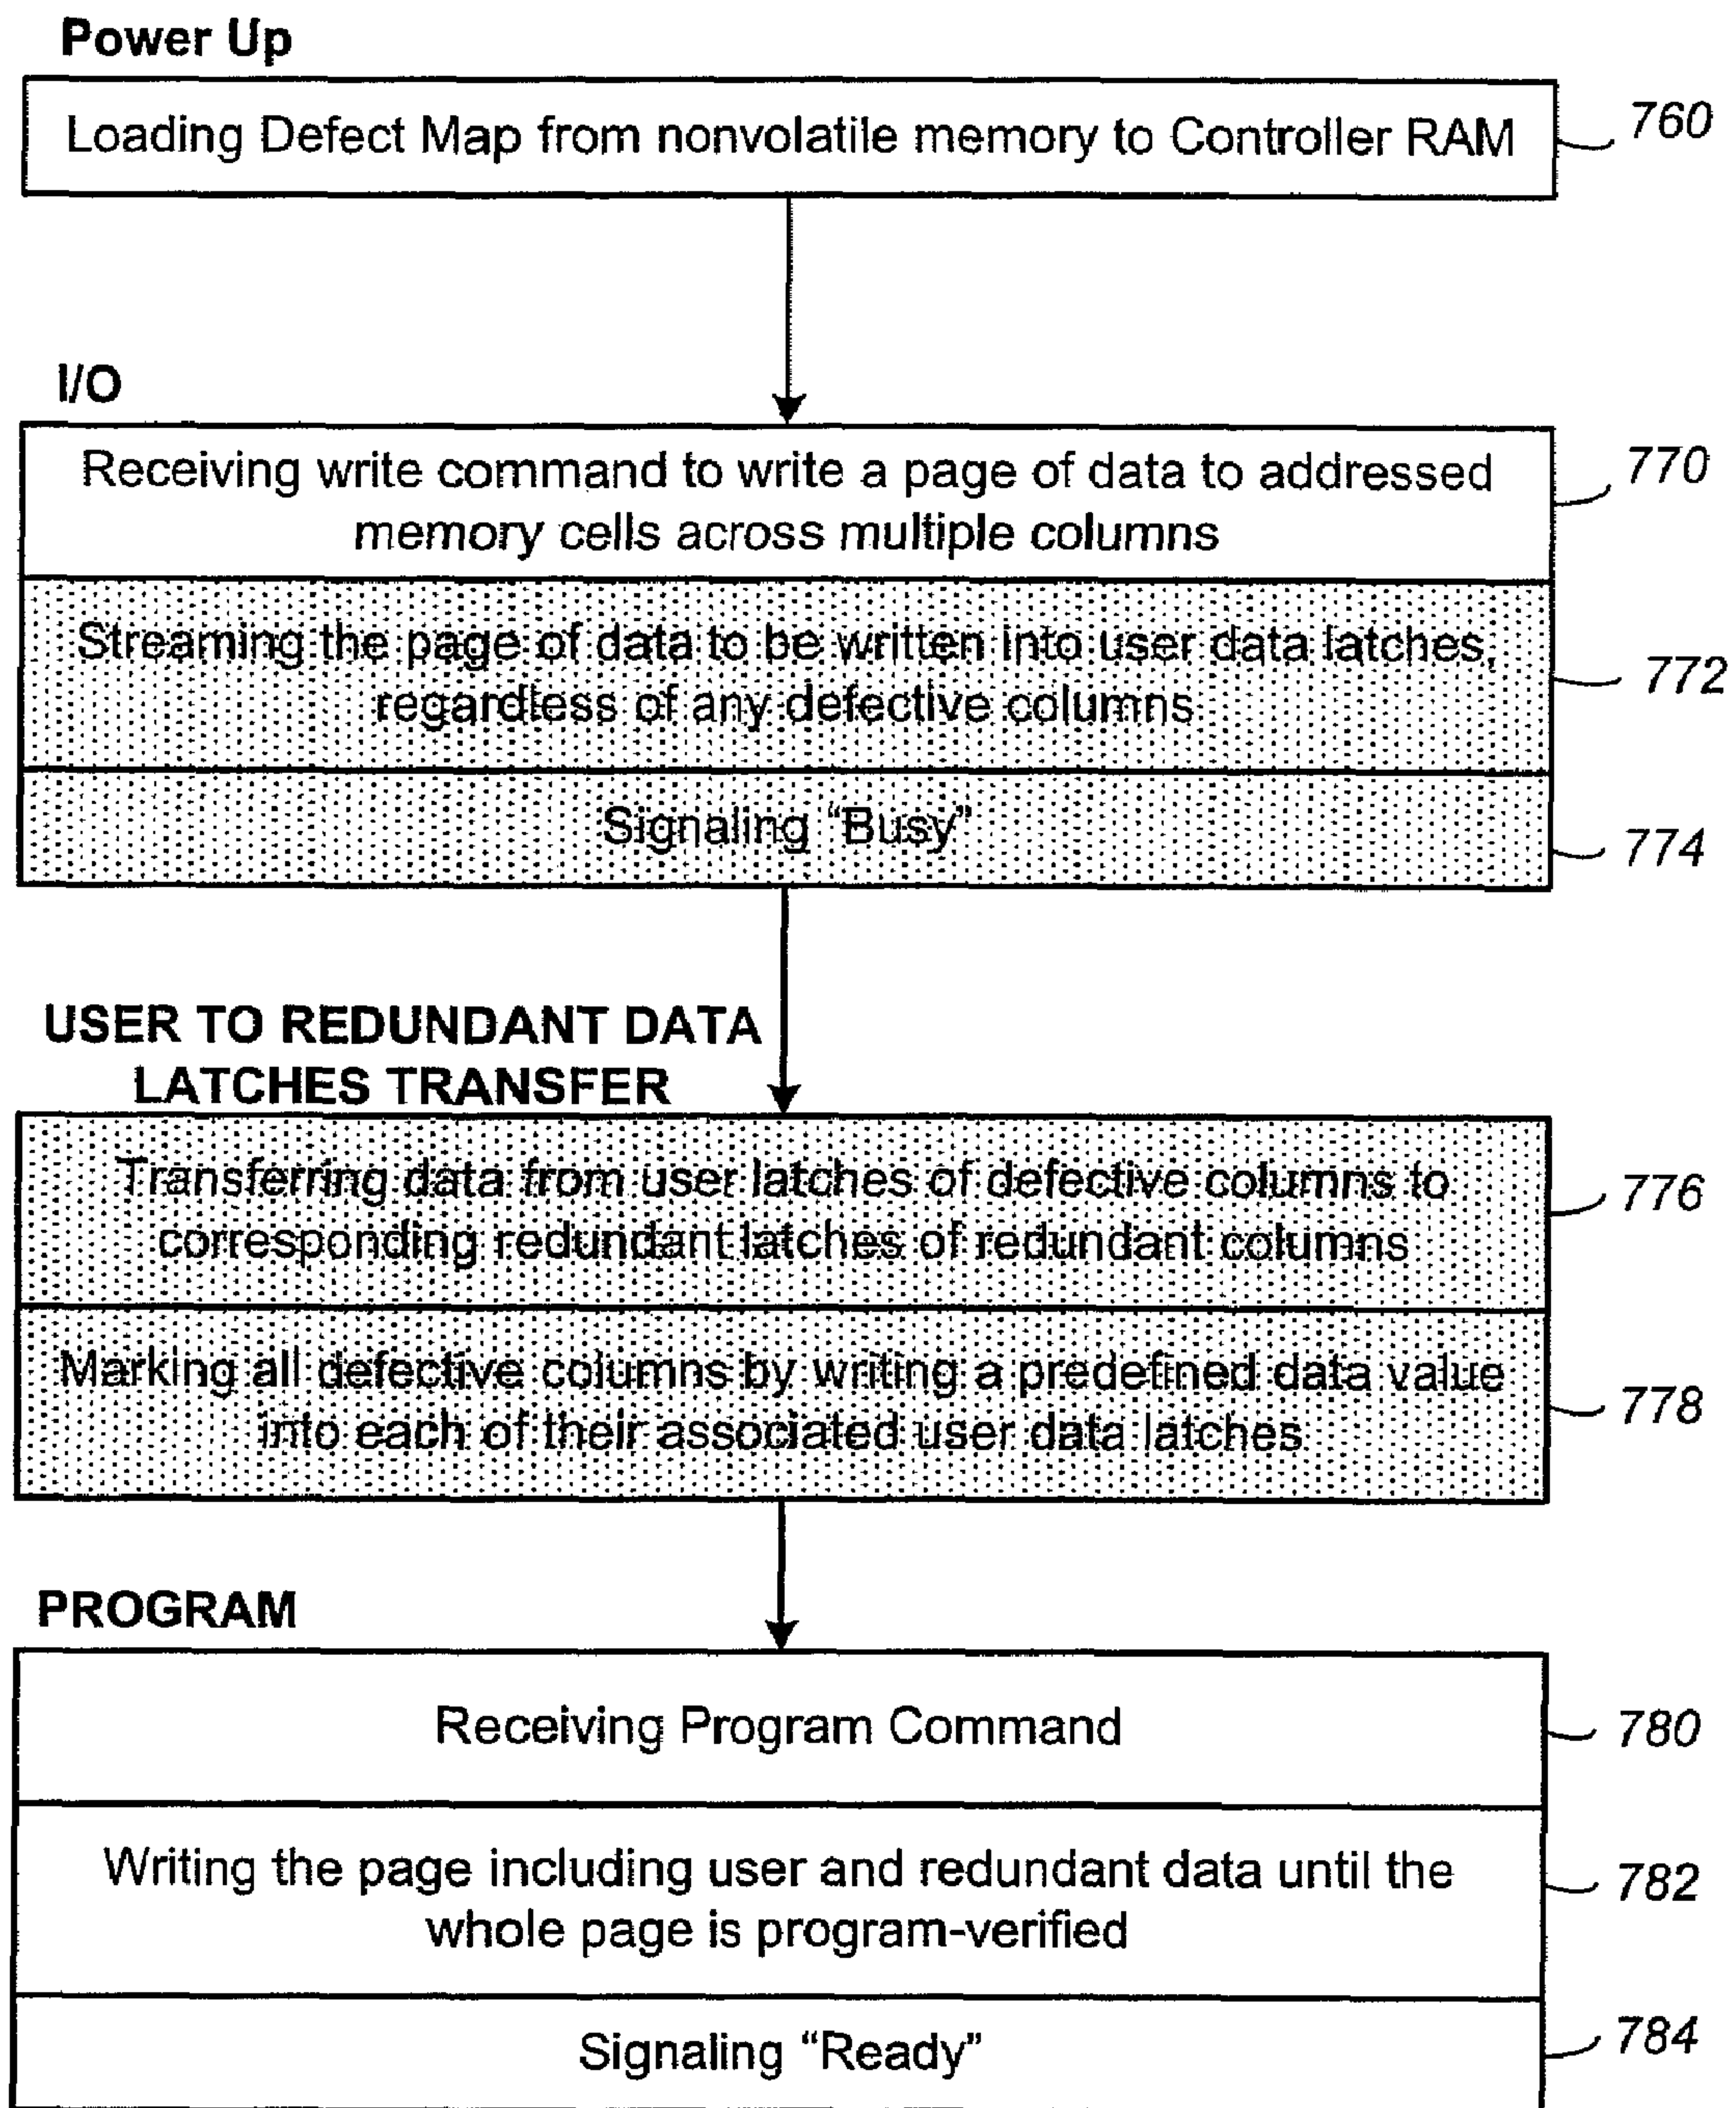 Power Up
Loading Defect Map from nonvolatile memory to Controller RAM
760
I/O
Receiving write command to write a page of data to addressed
memory cells across multiple columns
770
Streaming the page of data to be written into user data latches,
regardless of any defective columns
772
Signaling “Busy”
774
USER TO REDUNDANT DATA
LATCHES TRANSFER
Transferring data from user latches of defective columns to
corresponding redundant latches of redundant columns
776
Marking all defective columns by writing a predefined data value
into each of their associated user data latches
778
PROGRAM
Receiving Program Command
780
Writing the page including user and redundant data until the
whole page is program-verified
782
Signaling “Ready”
784